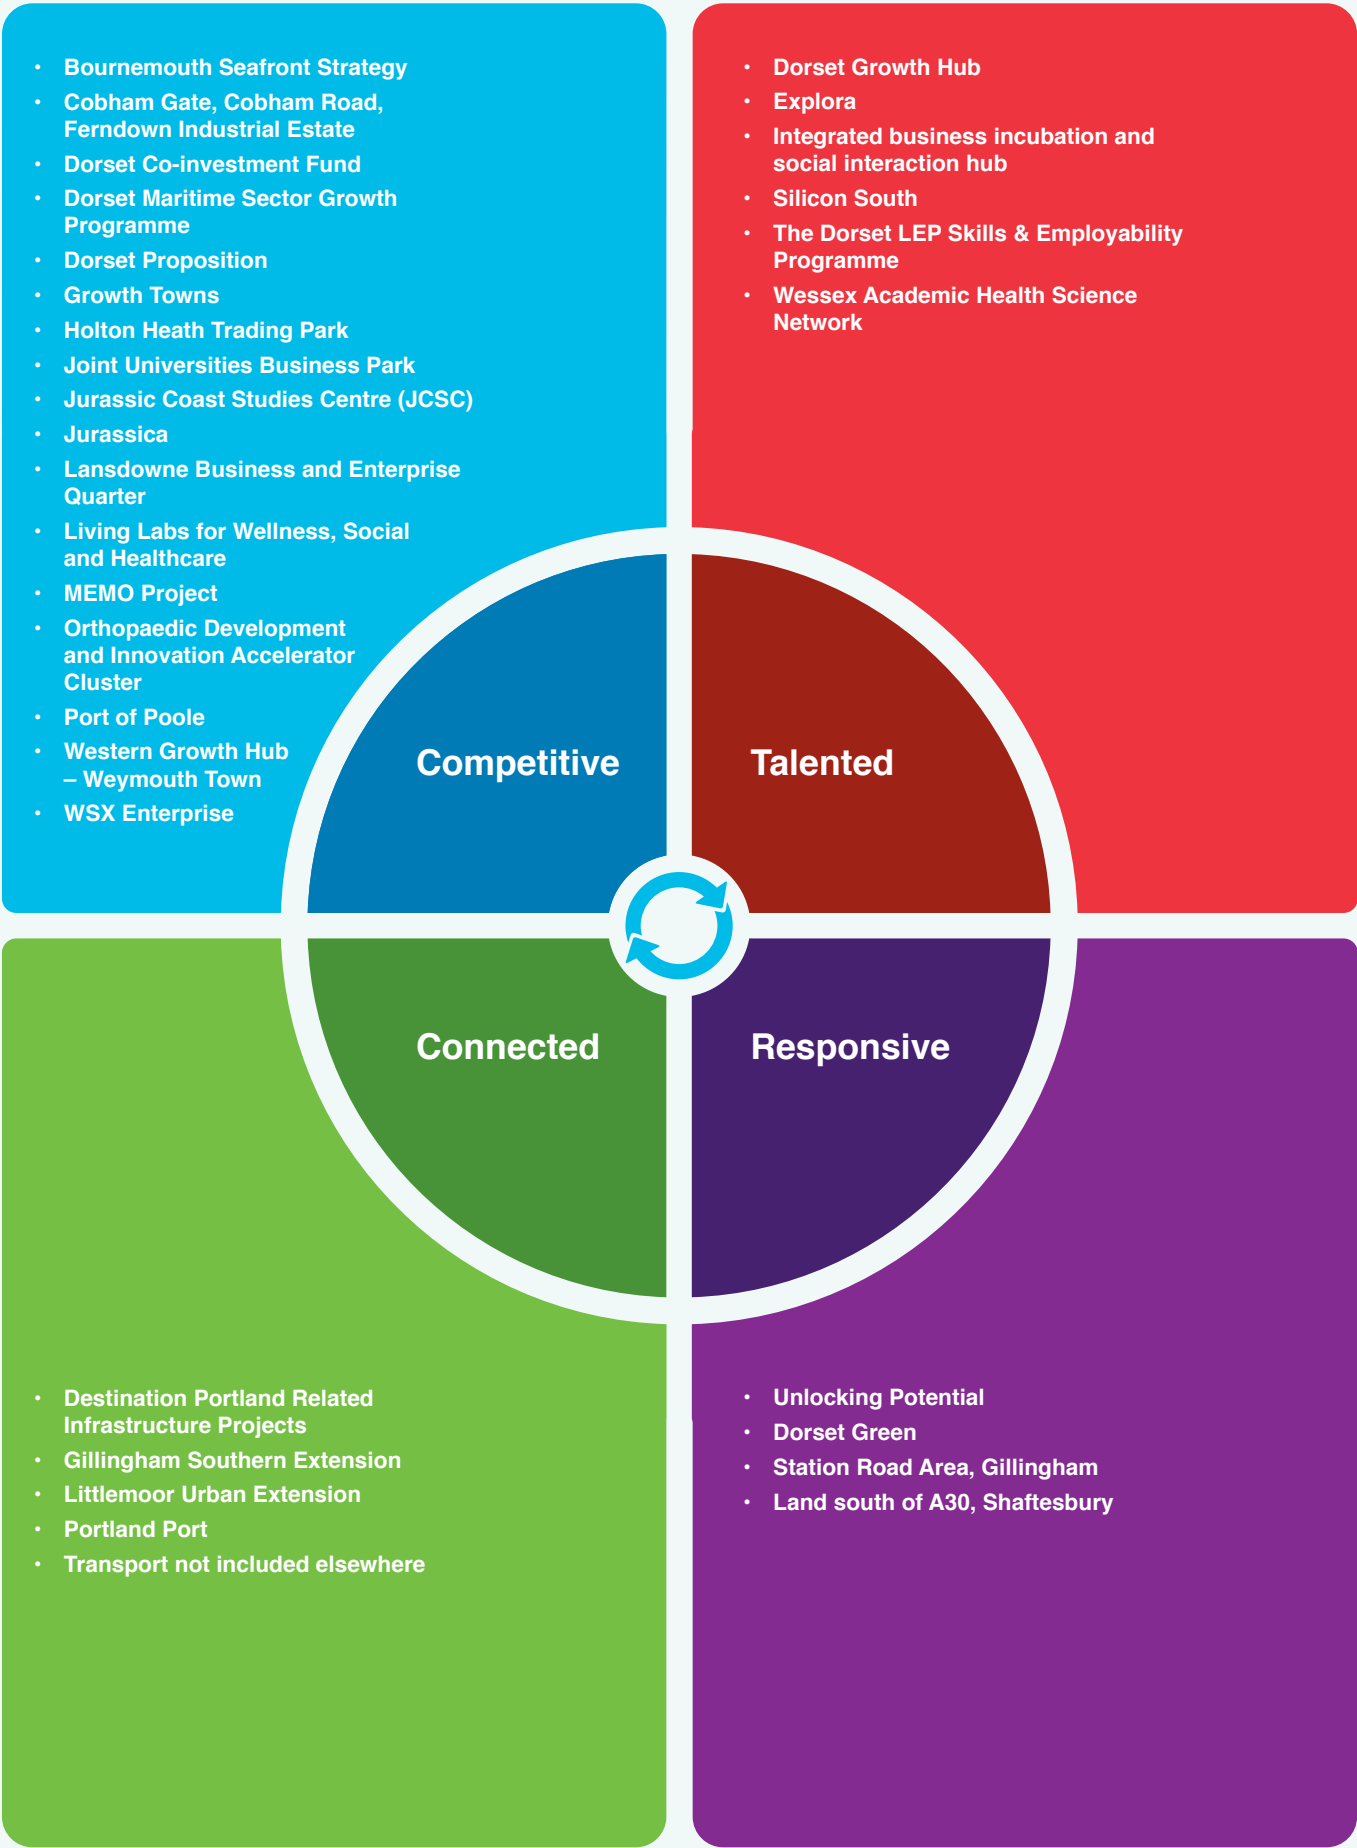 • Bournemouth Seafront Strategy
• Cobham Gate, Cobham Road,
Ferndown Industrial Estate
• Dorset Co-investment Fund
• Dorset Maritime Sector Growth
Programme
• Dorset Proposition
• Growth Towns
• Holton Heath Trading Park
• Joint Universities Business Park
• Jurassic Coast Studies Centre (JCSC)
• Jurassica
• Lansdowne Business and Enterprise
Quarter
• Living Labs for Wellness, Social
and Healthcare
• MEMO Project
• Orthopaedic Development
and Innovation Accelerator
Cluster
• Port of Poole
• Western Growth Hub
– Weymouth Town
• WSX Enterprise
Competitive
• Dorset Growth Hub
• Explora
• Integrated business incubation and
social interaction hub
• Silicon South
• The Dorset LEP Skills & Employability
Programme
• Wessex Academic Health Science
Network
Talented
Connected
• Destination Portland Related
Infrastructure Projects
• Gillingham Southern Extension
• Littlemoor Urban Extension
• Portland Port
• Transport not included elsewhere
Responsive
• Unlocking Potential
• Dorset Green
• Station Road Area, Gillingham
• Land south of A30, Shaftesbury